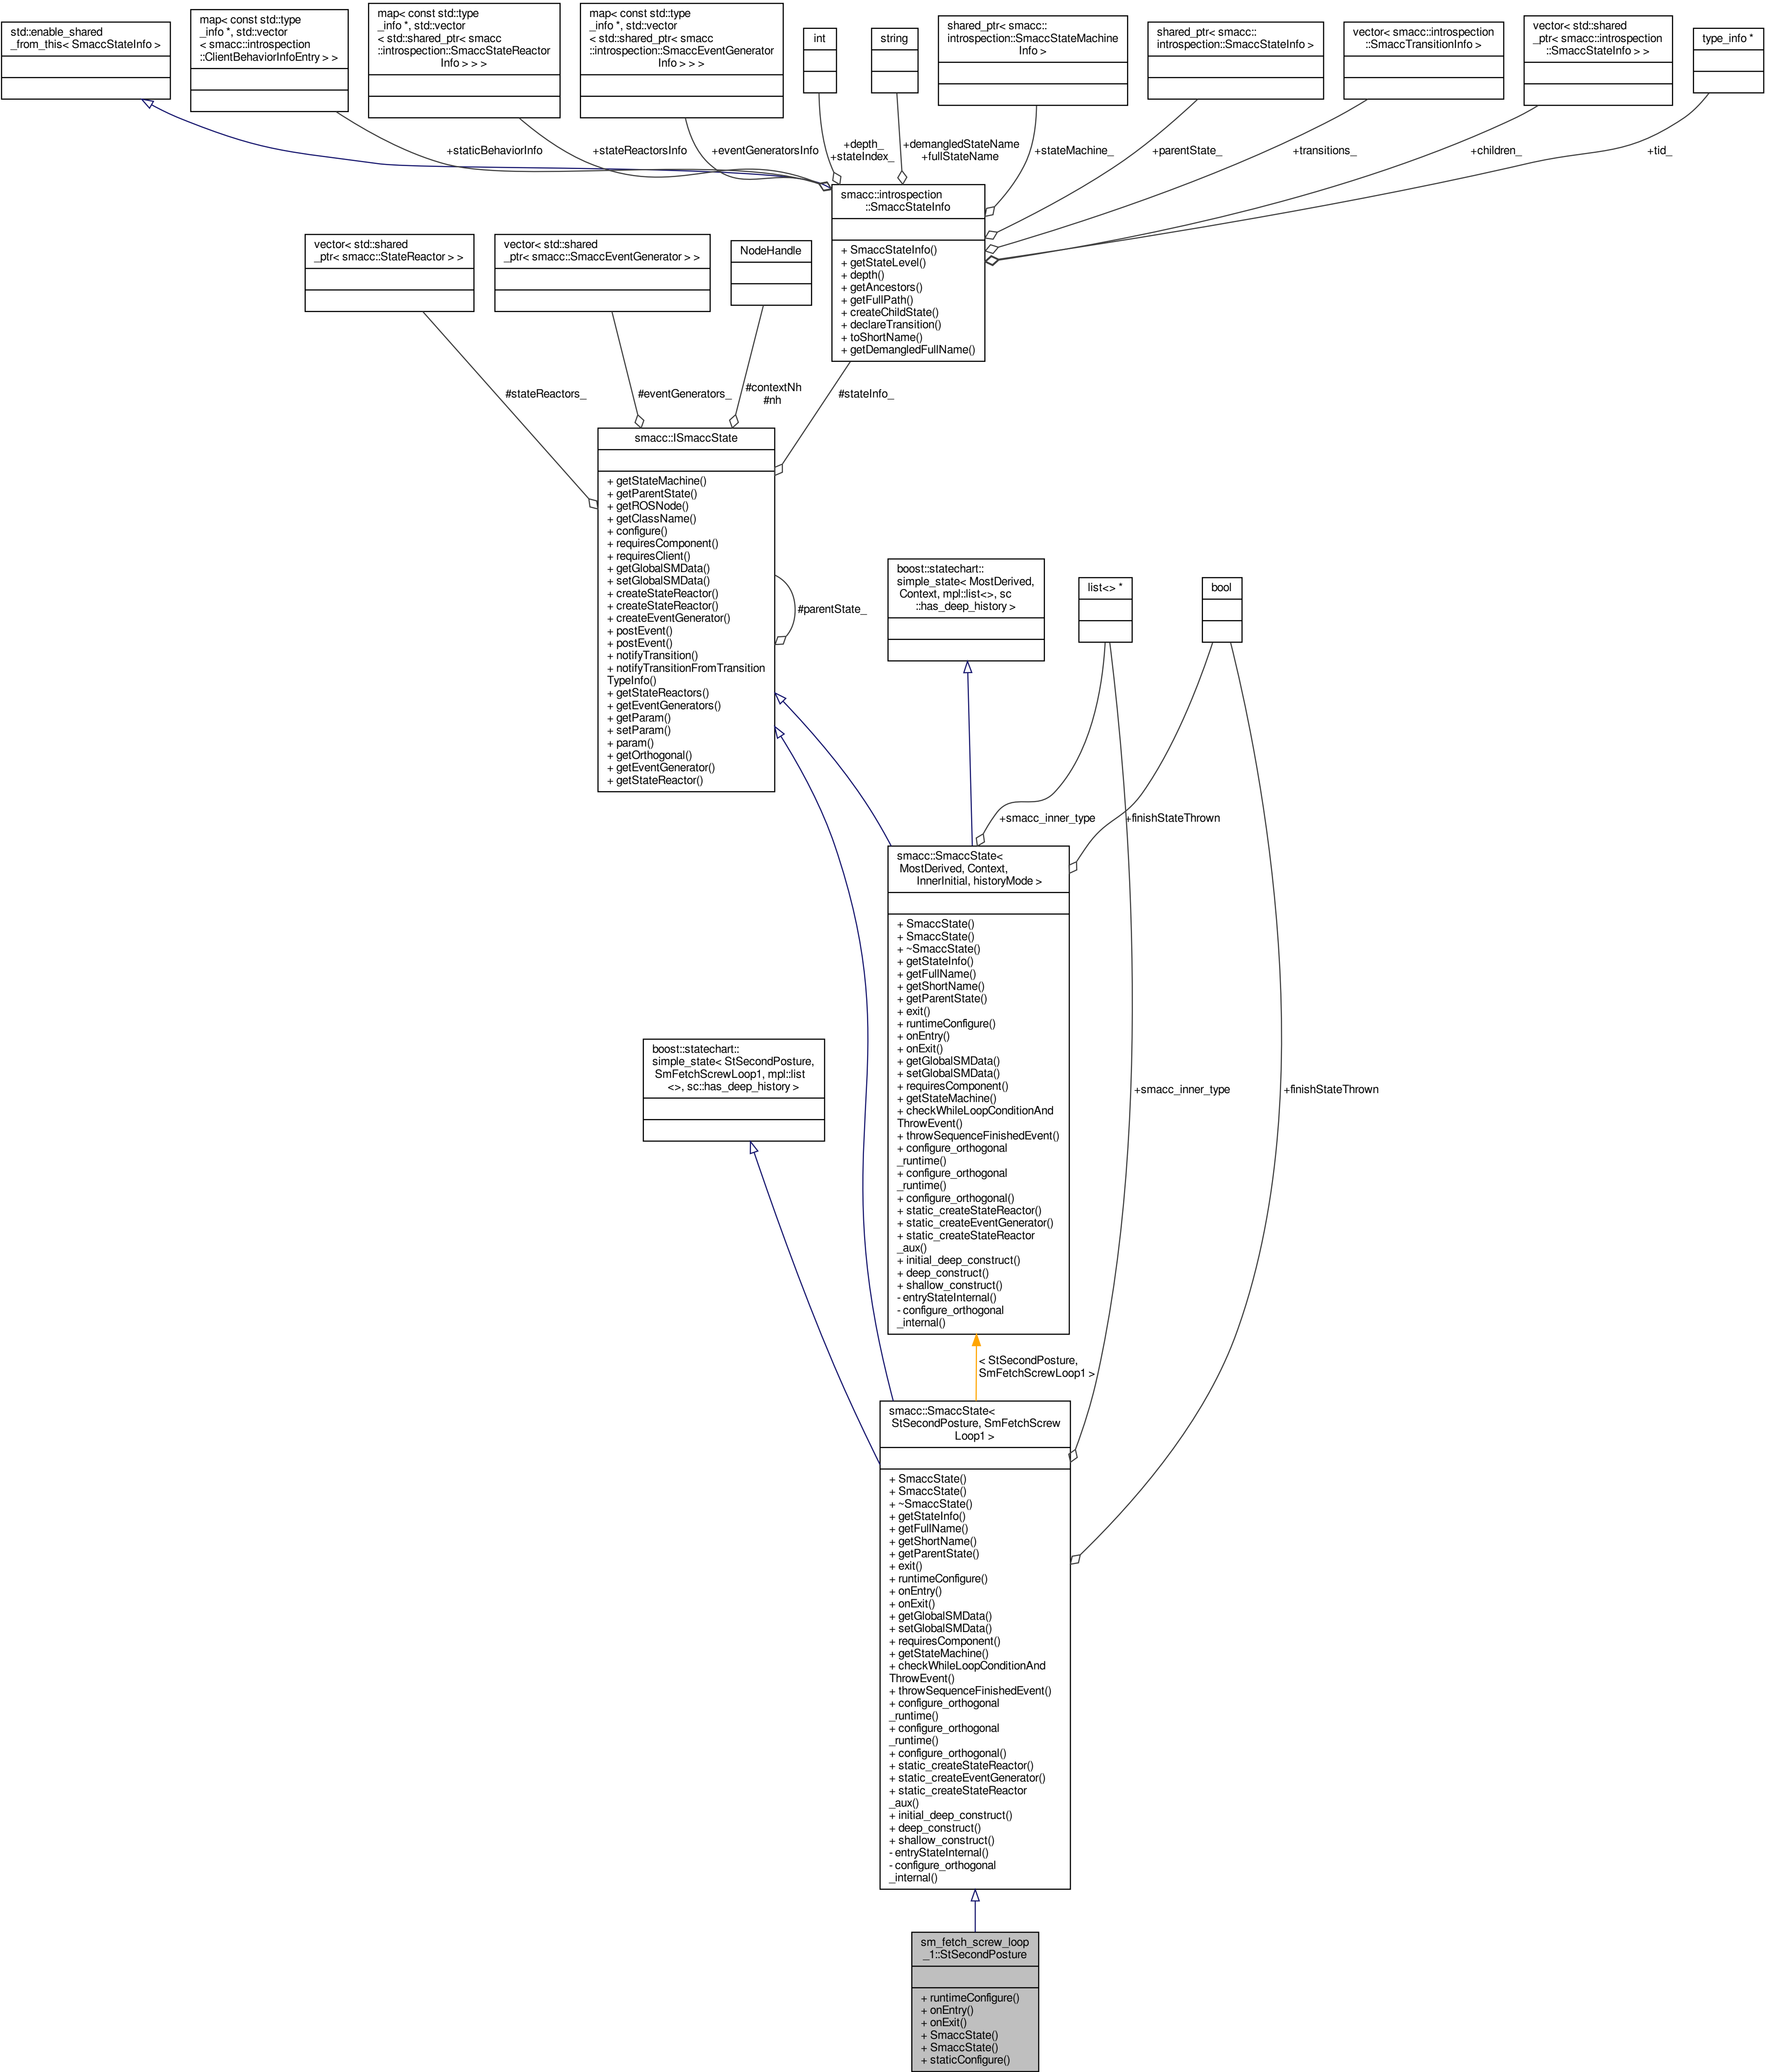 std::enable_shared
_from_this< SmaccStateInfo >
map< const std::type
_info *, std::vector
< smacc::introspection
::ClientBehaviorInfoEntry > >
map< const std::type
_info *, std::vector
< std::shared_ptr< smacc
::introspection::SmaccStateReactor
Info > > >
map< const std::type
_info *, std::vector
< std::shared_ptr< smacc
::introspection::SmaccEventGenerator
Info > > >
int
string
shared_ptr< smacc::
introspection::SmaccStateMachine
Info >
shared_ptr< smacc::
introspection::SmaccStateInfo >
vector< smacc::introspection
::SmaccTransitionInfo >
vector< std::shared
_ptr< smacc::introspection
::SmaccStateInfo > >
type_info *
+staticBehaviorInfo
+stateReactorsInfo
+eventGeneratorsInfo
+depth_
+stateIndex_
+demangledStateName
+fullStateName
+stateMachine_
+parentState_
+transitions_
+children_
+tid_
smacc::introspection
::SmaccStateInfo
+ SmaccStateInfo()
+ getStateLevel()
+ depth()
+ getAncestors()
+ getFullPath()
+ createChildState()
+ declareTransition()
+ toShortName()
+ getDemangledFullName()
vector< std::shared
_ptr< smacc::StateReactor > >
vector< std::shared
_ptr< smacc::SmaccEventGenerator > >
NodeHandle
#stateReactors_
#eventGenerators_
#contextNh
#nh
#stateInfo_
smacc::ISmaccState
+ getStateMachine()
+ getParentState()
+ getROSNode()
+ getClassName()
+ configure()
+ requiresComponent()
+ requiresClient()
+ getGlobalSMData()
+ setGlobalSMData()
+ createStateReactor()
+ createStateReactor()
+ createEventGenerator()
+ postEvent()
+ postEvent()
+ notifyTransition()
+ notifyTransitionFromTransition
TypeInfo()
+ getStateReactors()
+ getEventGenerators()
+ getParam()
+ setParam()
+ param()
+ getOrthogonal()
+ getEventGenerator()
+ getStateReactor()
#parentState_
boost::statechart::
simple_state< MostDerived,
Context, mpl::list<>, sc
::has_deep_history >
list<> *
bool
+smacc_inner_type
+finishStateThrown
smacc::SmaccState<
MostDerived, Context,
InnerInitial, historyMode >
+ SmaccState()
+ SmaccState()
+ ~SmaccState()
+ getStateInfo()
+ getFullName()
+ getShortName()
+ getParentState()
+ exit()
+ runtimeConfigure()
+ onEntry()
+ onExit()
+ getGlobalSMData()
+ setGlobalSMData()
+ requiresComponent()
+ getStateMachine()
+ checkWhileLoopConditionAnd
ThrowEvent()
+ throwSequenceFinishedEvent()
+ configure_orthogonal
_runtime()
+ configure_orthogonal
_runtime()
+ configure_orthogonal()
+ static_createStateReactor()
+ static_createEventGenerator()
+ static_createStateReactor
_aux()
+ initial_deep_construct()
+ deep_construct()
+ shallow_construct()
- entryStateInternal()
- configure_orthogonal
_internal()
boost::statechart::
simple_state< StSecondPosture,
SmFetchScrewLoop1, mpl::list
<>, sc::has_deep_history >
+smacc_inner_type
+finishStateThrown
< StSecondPosture,
SmFetchScrewLoop1 >
smacc::SmaccState<
StSecondPosture, SmFetchScrew
Loop1 >
+ SmaccState()
+ SmaccState()
+ ~SmaccState()
+ getStateInfo()
+ getFullName()
+ getShortName()
+ getParentState()
+ exit()
+ runtimeConfigure()
+ onEntry()
+ onExit()
+ getGlobalSMData()
+ setGlobalSMData()
+ requiresComponent()
+ getStateMachine()
+ checkWhileLoopConditionAnd
ThrowEvent()
+ throwSequenceFinishedEvent()
+ configure_orthogonal
_runtime()
+ configure_orthogonal
_runtime()
+ configure_orthogonal()
+ static_createStateReactor()
+ static_createEventGenerator()
+ static_createStateReactor
_aux()
+ initial_deep_construct()
+ deep_construct()
+ shallow_construct()
- entryStateInternal()
- configure_orthogonal
_internal()
sm_fetch_screw_loop
_1::StSecondPosture
+ runtimeConfigure()
+ onEntry()
+ onExit()
+ SmaccState()
+ SmaccState()
+ staticConfigure()